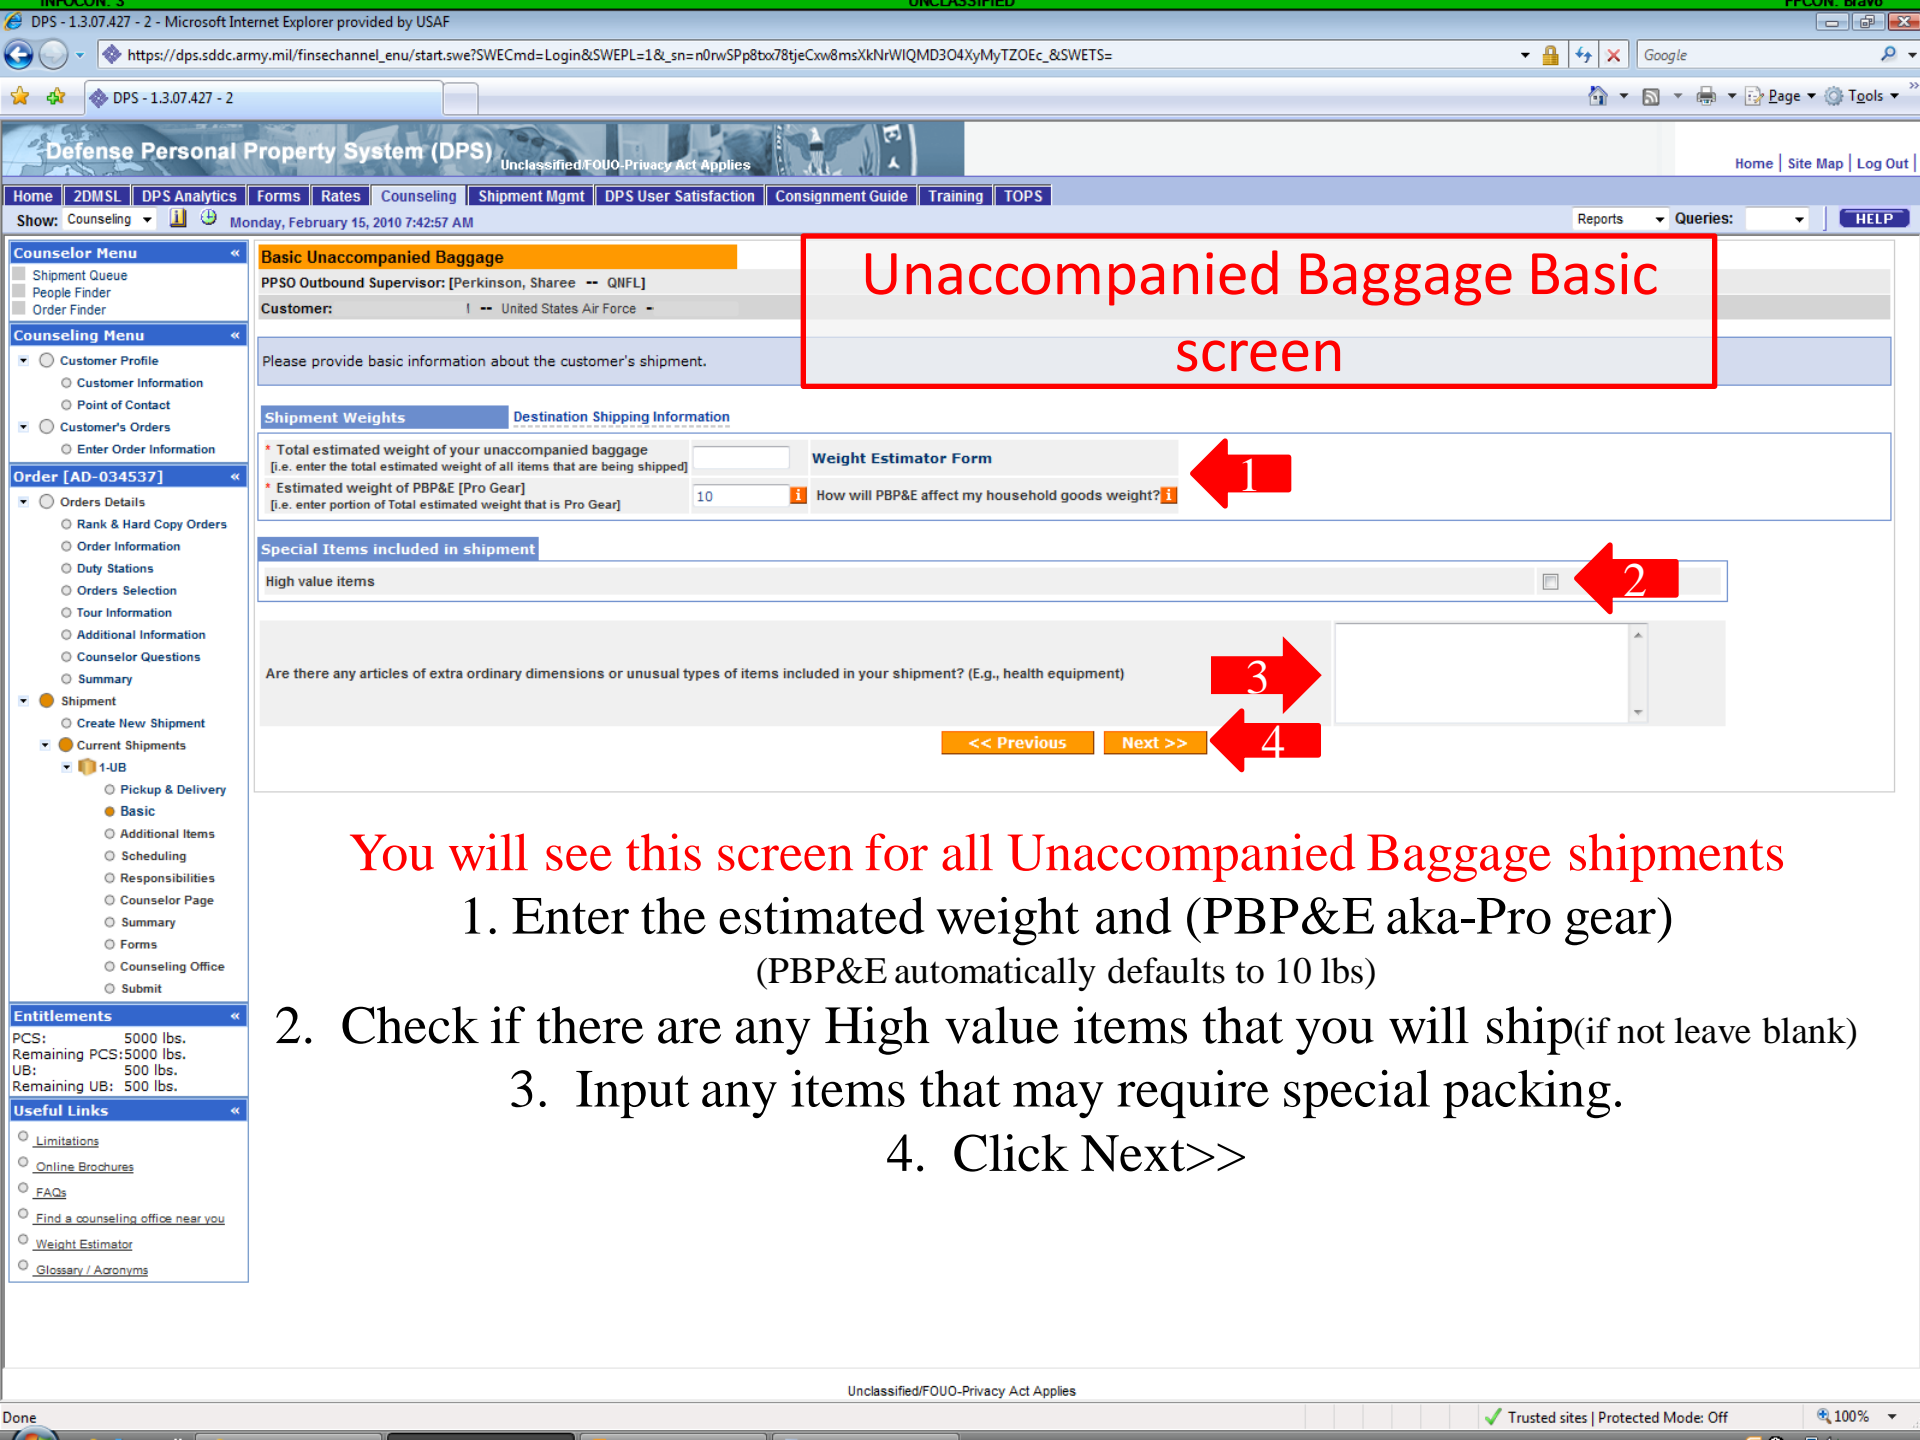 INFOCON: 3 UNCLASSIFIED FPCON: Bravo
DPS - 1.3.07.427 - 2 - Microsoft Internet Explorer provided by USAF
https://dps.sddc.army.mil/finsechannel_enu/start.swe?SWECmd=Login&SWEPL=1&_sn=n0rwSPp8txx78tjeCxw8msXkNrWIQMD3O4XyMyTZOEc_&SWETS= Google
DPS - 1.3.07.427 - 2 Page Tools
Defense Personal Property System (DPS) Unclassified/FOUO-Privacy Act Applies
Home | Site Map | Log Out |
Home 2DMSL DPS Analytics Forms Rates Counseling Shipment Mgmt DPS User Satisfaction Consignment Guide Training TOPS
Show: Counseling Monday, February 15, 2010 7:42:57 AM Reports Queries: HELP
Counselor Menu «
Shipment Queue
People Finder
Order Finder
Counseling Menu «
Customer Profile
Customer Information
Point of Contact
Customer's Orders
Enter Order Information
Order [AD-034537] «
Orders Details
Rank & Hard Copy Orders
Order Information
Duty Stations
Orders Selection
Tour Information
Additional Information
Counselor Questions
Summary
Shipment
Create New Shipment
Current Shipments
1-UB
Pickup & Delivery
Basic
Additional Items
Scheduling
Responsibilities
Counselor Page
Summary
Forms
Counseling Office
Submit
Entitlements «
PCS: 5000 lbs.
Remaining PCS:5000 lbs.
UB: 500 lbs.
Remaining UB: 500 lbs.
Useful Links «
Limitations
Online Brochures
FAQs
Find a counseling office near you
Weight Estimator
Glossary / Acronyms
Basic Unaccompanied Baggage
PPSO Outbound Supervisor: [Perkinson, Sharee -- QNFL]
Customer: -- United States Air Force -
Unaccompanied Baggage Basic
screen
Please provide basic information about the customer's shipment.
Shipment Weights Destination Shipping Information
* Total estimated weight of your unaccompanied baggage
[i.e. enter the total estimated weight of all items that are being shipped]
Weight Estimator Form
1
* Estimated weight of PBP&E [Pro Gear]
[i.e. enter portion of Total estimated weight that is Pro Gear]
10 i How will PBP&E affect my household goods weight? i
Special Items included in shipment
High value items
2
Are there any articles of extra ordinary dimensions or unusual types of items included in your shipment? (E.g., health equipment)
3
<< Previous Next >>
4
You will see this screen for all Unaccompanied Baggage shipments
1. Enter the estimated weight and (PBP&E aka-Pro gear)
(PBP&E automatically defaults to 10 lbs)
2. Check if there are any High value items that you will ship(if not leave blank)
3. Input any items that may require special packing.
4. Click Next>>
Unclassified/FOUO-Privacy Act Applies
Done Trusted sites | Protected Mode: Off 100%